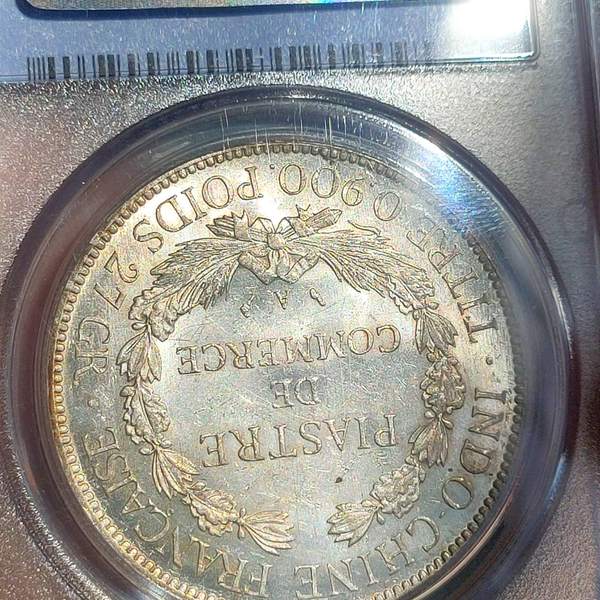 INDO-CHINE FRANÇAISE
TITRE 0.900. POIDS 27 GR.
PIASTRE
DE
COMMERCE
A